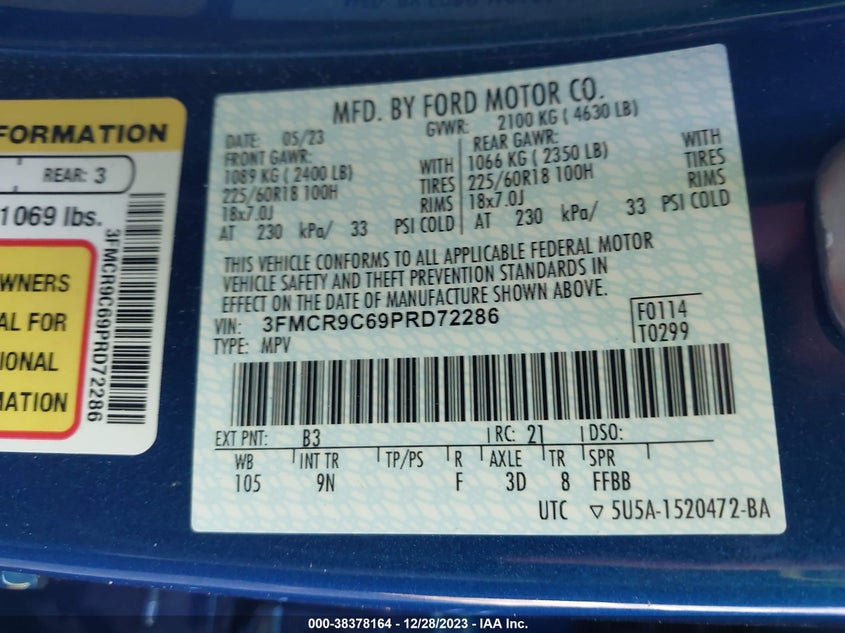 FORMATION
REAR: 3
1069 lbs.
WNERS
AL FOR
IONAL
MATION
3FMCR9C69PRD72286
MFD. BY FORD MOTOR CO.
DATE: 05/23 GVWR: 2100 KG ( 4630 LB)
FRONT GAWR: REAR GAWR:
1089 KG ( 2400 LB) WITH 1066 KG ( 2350 LB) WITH
225/60R18 100H TIRES 225/60R18 100H TIRES
18x7.0J RIMS 18x7.0J RIMS
AT 230 kPa/ 33 PSI COLD AT 230 kPa/ 33 PSI COLD
THIS VEHICLE CONFORMS TO ALL APPLICABLE FEDERAL MOTOR
VEHICLE SAFETY AND THEFT PREVENTION STANDARDS IN
EFFECT ON THE DATE OF MANUFACTURE SHOWN ABOVE.
VIN: 3FMCR9C69PRD72286 F0114
TYPE: MPV T0299
EXT PNT: B3 RC: 21 DSO:
WB INT TR TP/PS R AXLE TR SPR
105 9N F 3D 8 FFBB
UTC ▽ 5U5A-1520472-BA
000-38378164 - 12/28/2023 - IAA Inc.